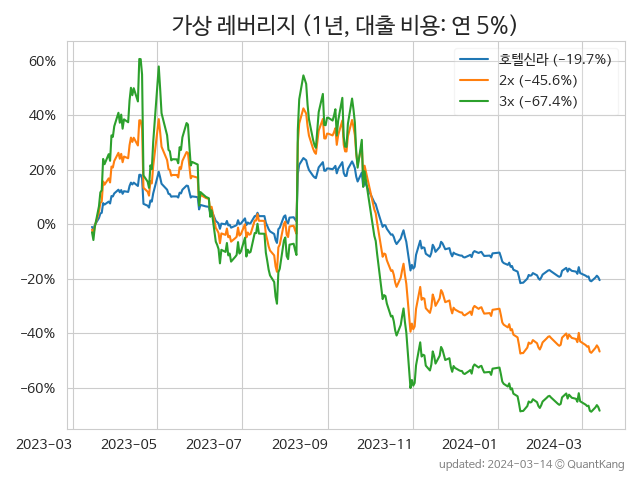 가상 레버리지 (1년, 대출 비용: 연 5%)
호텔신라 (−19.7%)
2x (−45.6%)
3x (−67.4%)
60%
40%
20%
0%
−20%
−40%
−60%
2023-03 2023-05 2023-07 2023-09 2023-11 2024-01 2024-03
updated: 2024-03-14 © QuantKang